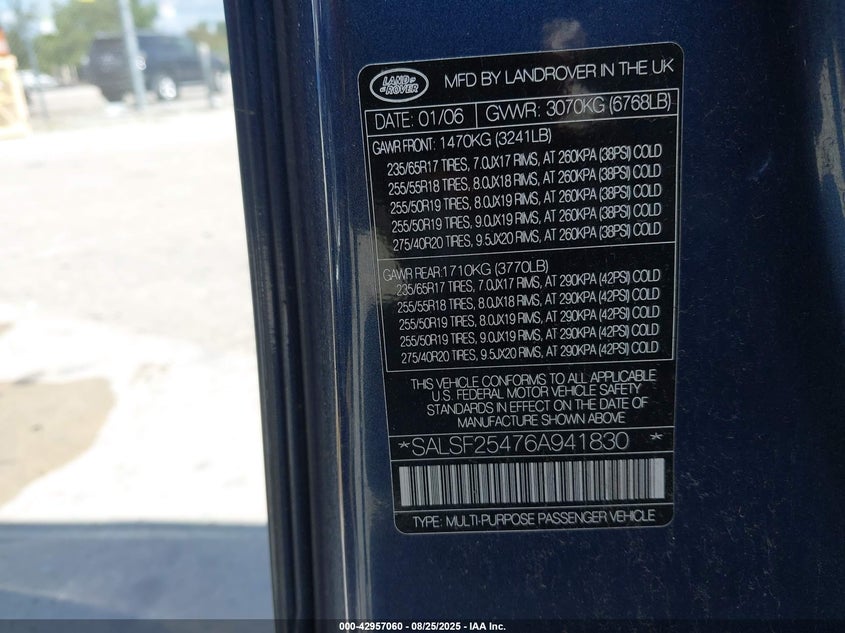 LAND ROVER
MFD BY LANDROVER IN THE UK
DATE: 01/06 GVWR: 3070KG (6768LB)
GAWR FRONT: 1470KG (3241LB)
235/65R17 TIRES, 7.0JX17 RIMS, AT 260KPA (38PSI) COLD
255/55R18 TIRES, 8.0JX18 RIMS, AT 260KPA (38PSI) COLD
255/50R19 TIRES, 8.0JX19 RIMS, AT 260KPA (38PSI) COLD
255/50R19 TIRES, 9.0JX19 RIMS, AT 260KPA (38PSI) COLD
275/40R20 TIRES, 9.5JX20 RIMS, AT 260KPA (38PSI) COLD
GAWR REAR:1710KG (3770LB)
235/65R17 TIRES, 7.0JX17 RIMS, AT 290KPA (42PSI) COLD
255/55R18 TIRES, 8.0JX18 RIMS, AT 290KPA (42PSI) COLD
255/50R19 TIRES, 8.0JX19 RIMS, AT 290KPA (42PSI) COLD
255/50R19 TIRES, 9.0JX19 RIMS, AT 290KPA (42PSI) COLD
275/40R20 TIRES, 9.5JX20 RIMS, AT 290KPA (42PSI) COLD
THIS VEHICLE CONFORMS TO ALL APPLICABLE
U.S. FEDERAL MOTOR VEHICLE SAFETY
STANDARDS IN EFFECT ON THE DATE OF
MANUFACTURE SHOWN ABOVE
*SALSF25476A941830 *
TYPE: MULTI-PURPOSE PASSENGER VEHICLE
000-42957060 - 08/25/2025 - IAA Inc.